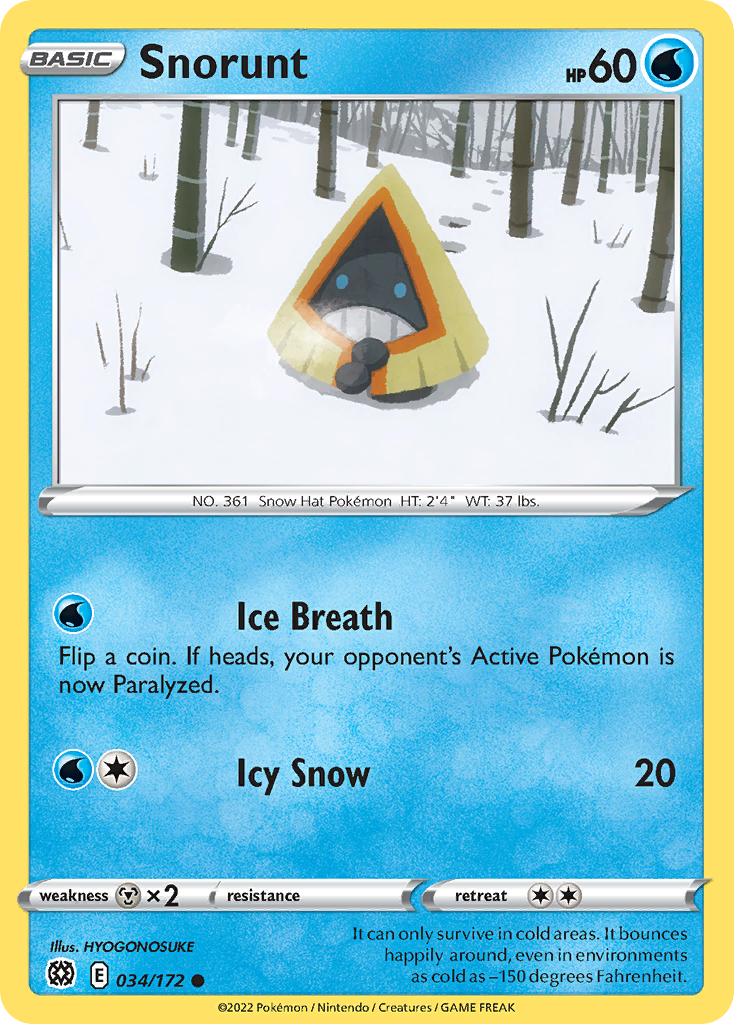 BASIC Snorunt HP60
NO. 361 Snow Hat Pokémon HT: 2'4" WT: 37 lbs.
Ice Breath
Flip a coin. If heads, your opponent's Active Pokémon is
now Paralyzed.
Icy Snow 20
weakness ×2 resistance retreat
Illus. HYOGONOSUKE
E 034/172
It can only survive in cold areas. It bounces
happily around, even in environments
as cold as –150 degrees Fahrenheit.
©2022 Pokémon / Nintendo / Creatures / GAME FREAK